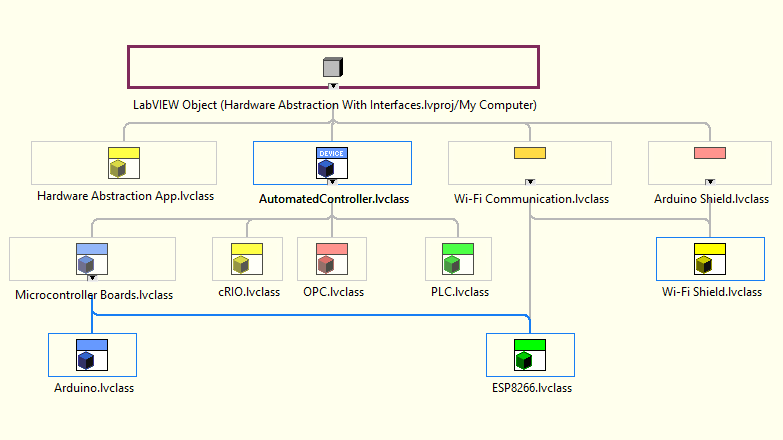 LabVIEW Object (Hardware Abstraction With Interfaces.lvproj/My Computer)
DEVICE
Hardware Abstraction App.lvclass
AutomatedController.lvclass
Wi-Fi Communication.lvclass
Arduino Shield.lvclass
Microcontroller Boards.lvclass
cRIO.lvclass
OPC.lvclass
PLC.lvclass
Wi-Fi Shield.lvclass
Arduino.lvclass
ESP8266.lvclass